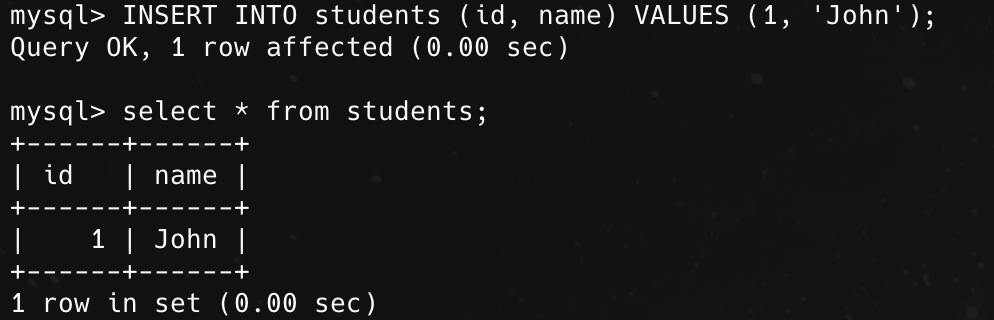 mysql> INSERT INTO students (id, name) VALUES (1, 'John');
Query OK, 1 row affected (0.00 sec)

mysql> select * from students;
+------+------+
| id   | name |
+------+------+
|    1 | John |
+------+------+
1 row in set (0.00 sec)